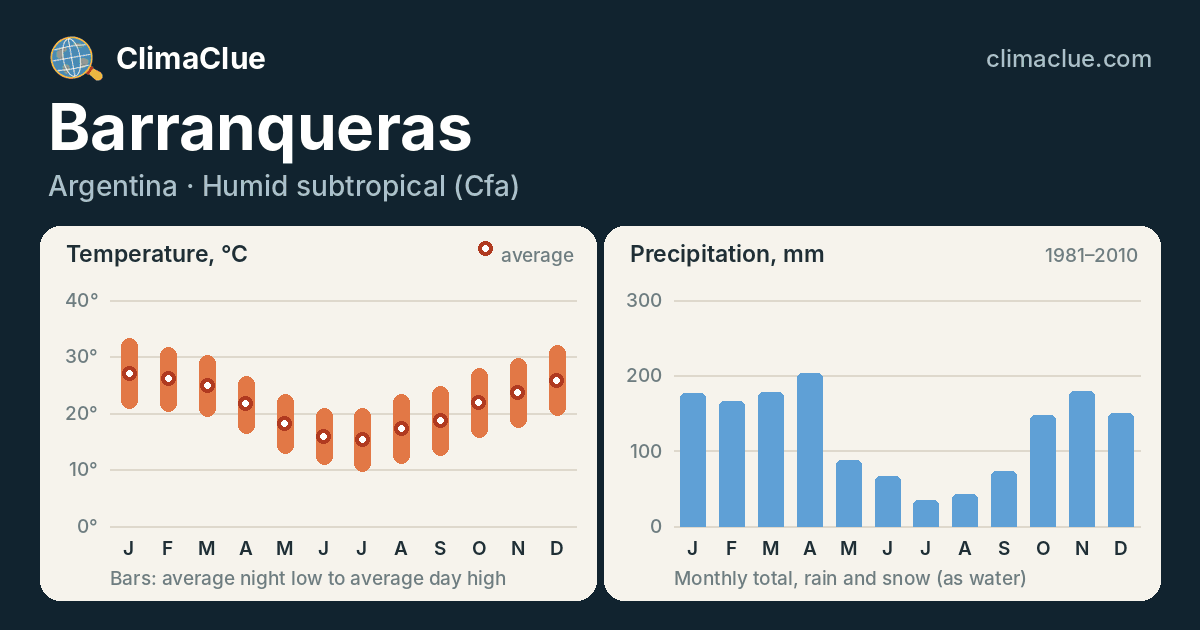 ClimaClue
climaclue.com
Barranqueras
Argentina · Humid subtropical (Cfa)
Temperature, °C
average
40°
30°
20°
10°
0°
J F M A M J J A S O N D
Bars: average night low to average day high
Precipitation, mm
1981–2010
300
200
100
0
J F M A M J J A S O N D
Monthly total, rain and snow (as water)